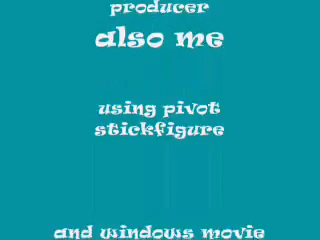 producer
also me
using pivot
stickfigure
and windows movie